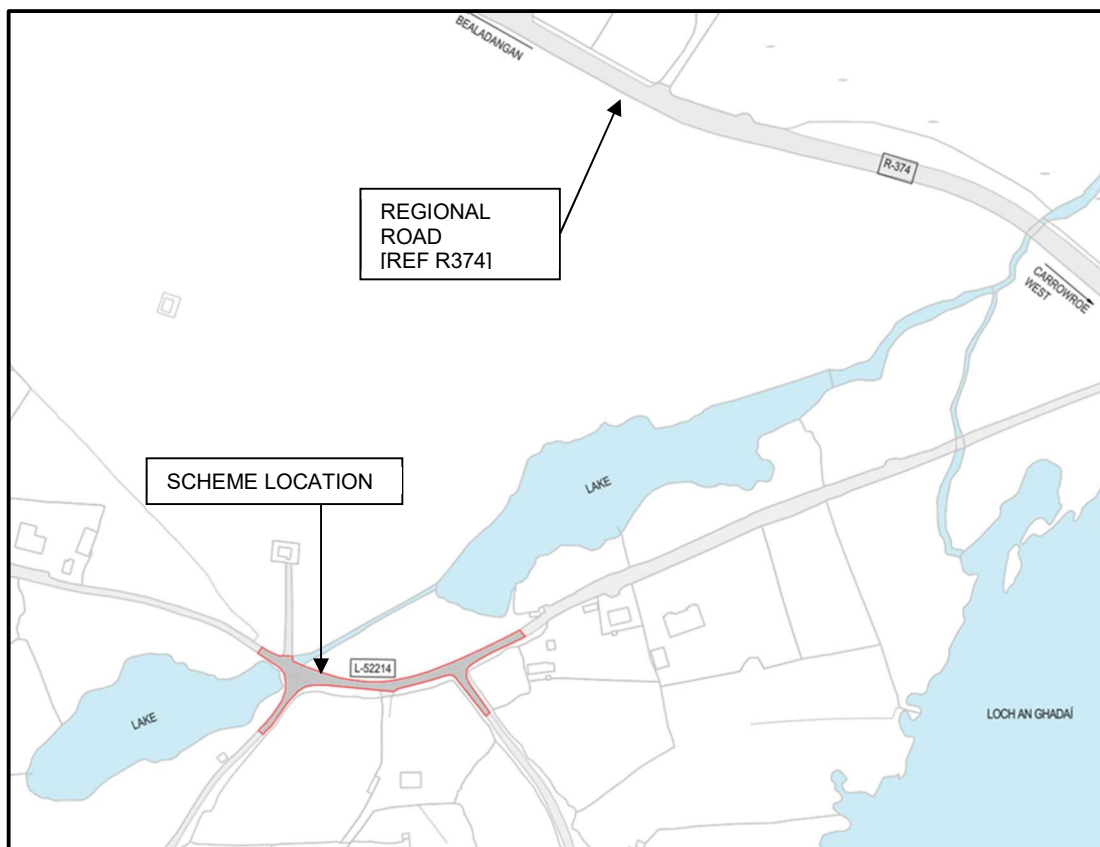 BEALADANGAN
REGIONAL
ROAD
[REF R374]
R-374
CARROWROE
WEST
LAKE
SCHEME LOCATION
L-52214
LAKE
LOCH AN GHADAÍ